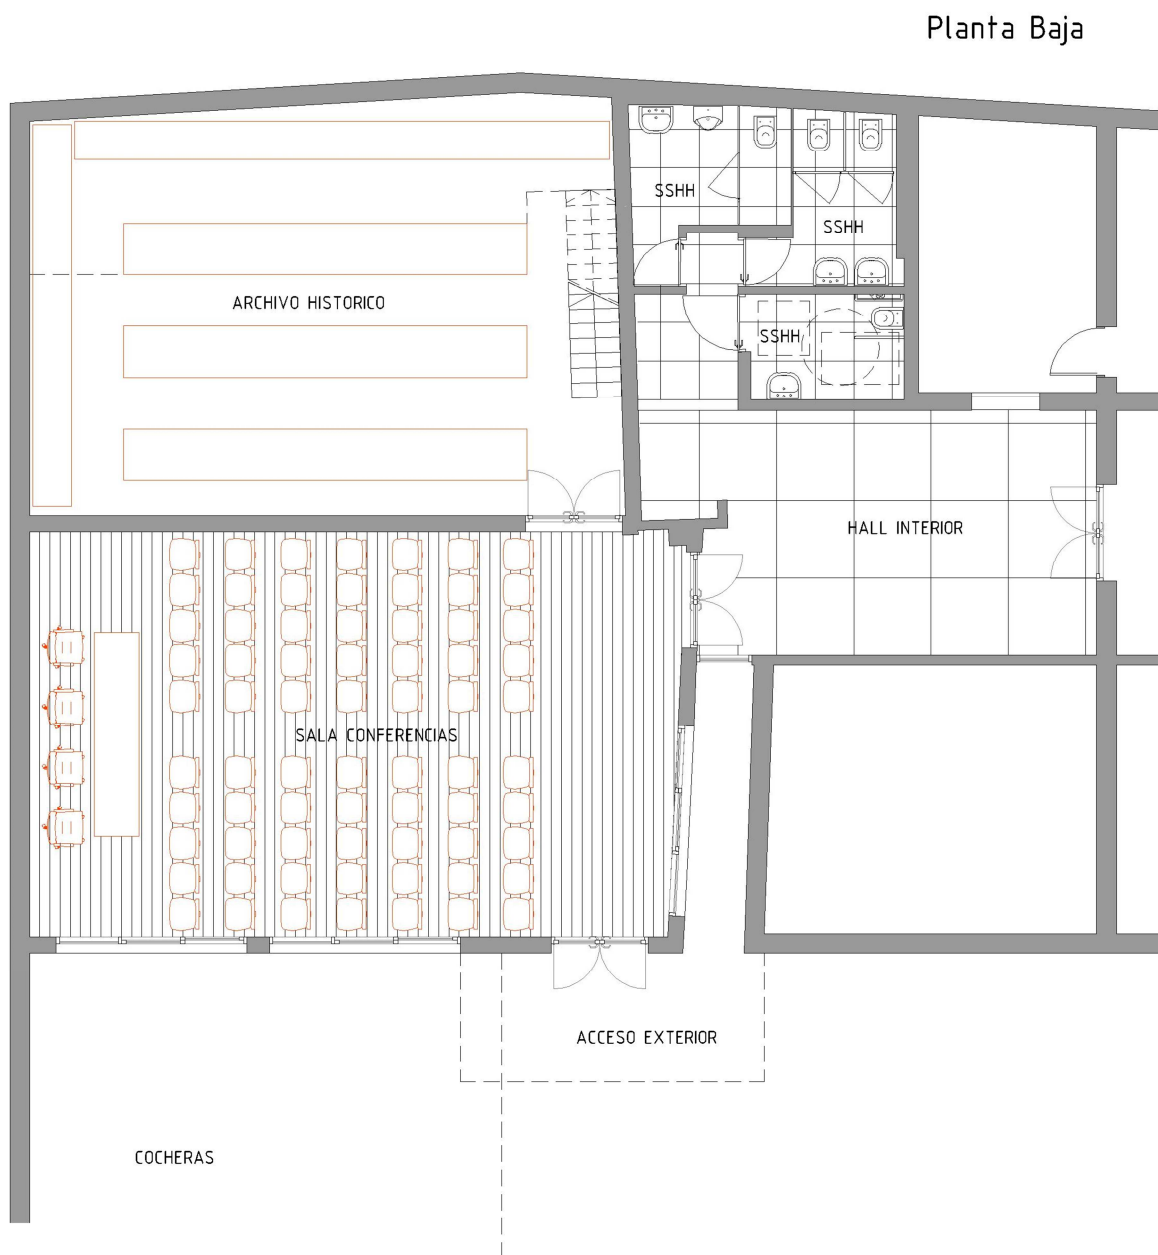 Planta Baja
SSHH
SSHH
ARCHIVO HISTORICO
SSHH
HALL INTERIOR
SALA CONFERENCIAS
ACCESO EXTERIOR
COCHERAS